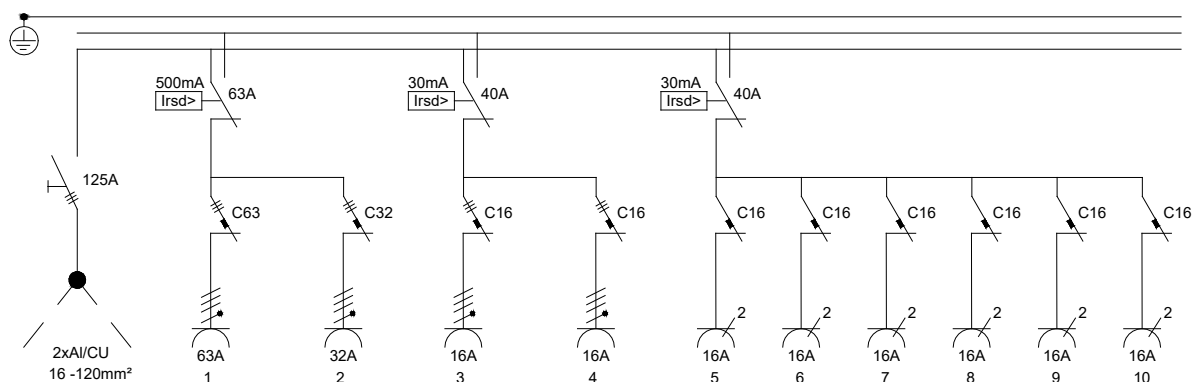 500mA
Irsd>
63A
30mA
Irsd>
40A
30mA
Irsd>
40A
125A
C63
C32
C16
C16
C16
C16
C16
C16
C16
C16
2
2
2
2
2
2
2xAl/CU
16 -120mm²
63A
32A
16A
16A
16A
16A
16A
16A
16A
16A
1
2
3
4
5
6
7
8
9
10